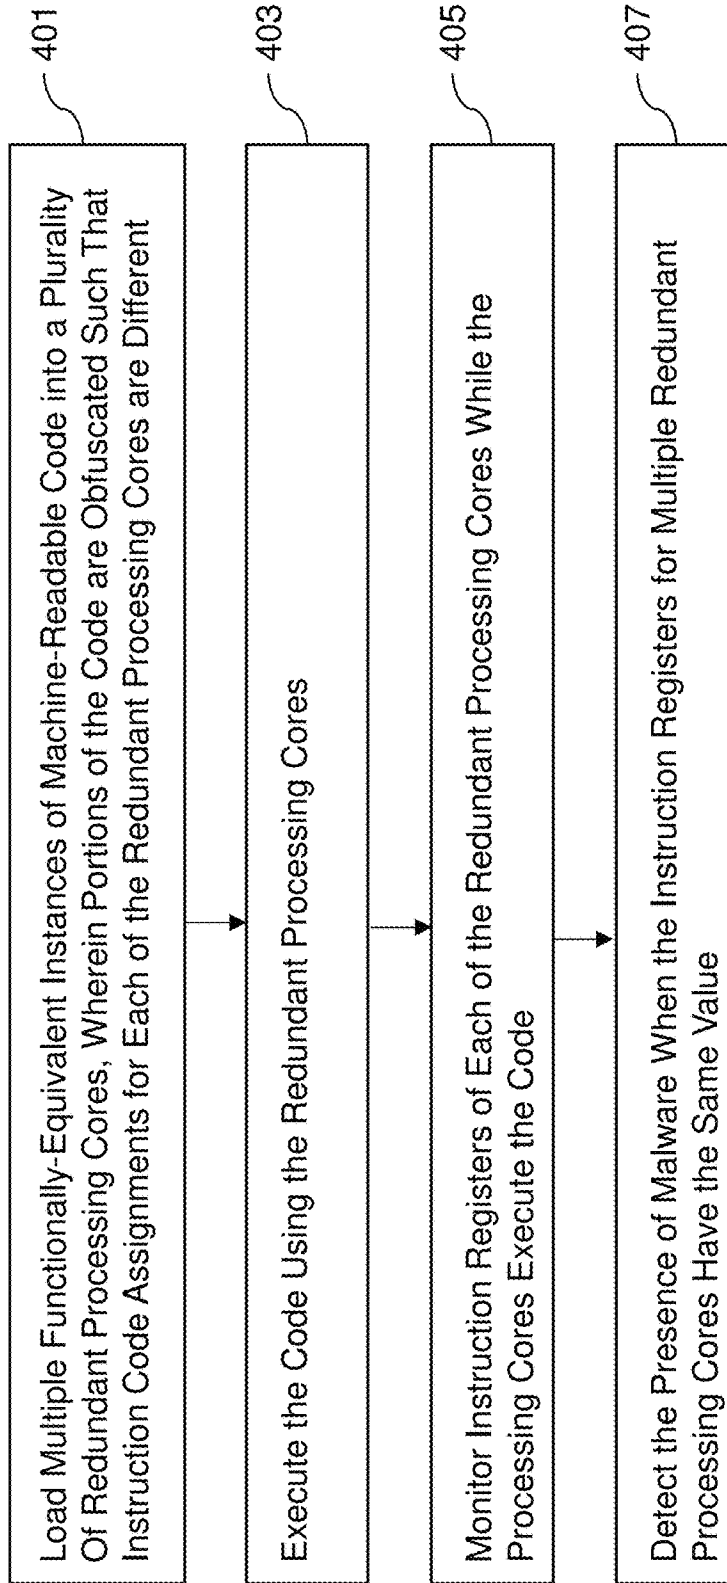 Load Multiple Functionally-Equivalent Instances of Machine-Readable Code into a Plurality
Of Redundant Processing Cores, Wherein Portions of the Code are Obfuscated Such That
Instruction Code Assignments for Each of the Redundant Processing Cores are Different
401
Execute the Code Using the Redundant Processing Cores
403
Monitor Instruction Registers of Each of the Redundant Processing Cores While the
Processing Cores Execute the Code
405
Detect the Presence of Malware When the Instruction Registers for Multiple Redundant
Processing Cores Have the Same Value
407